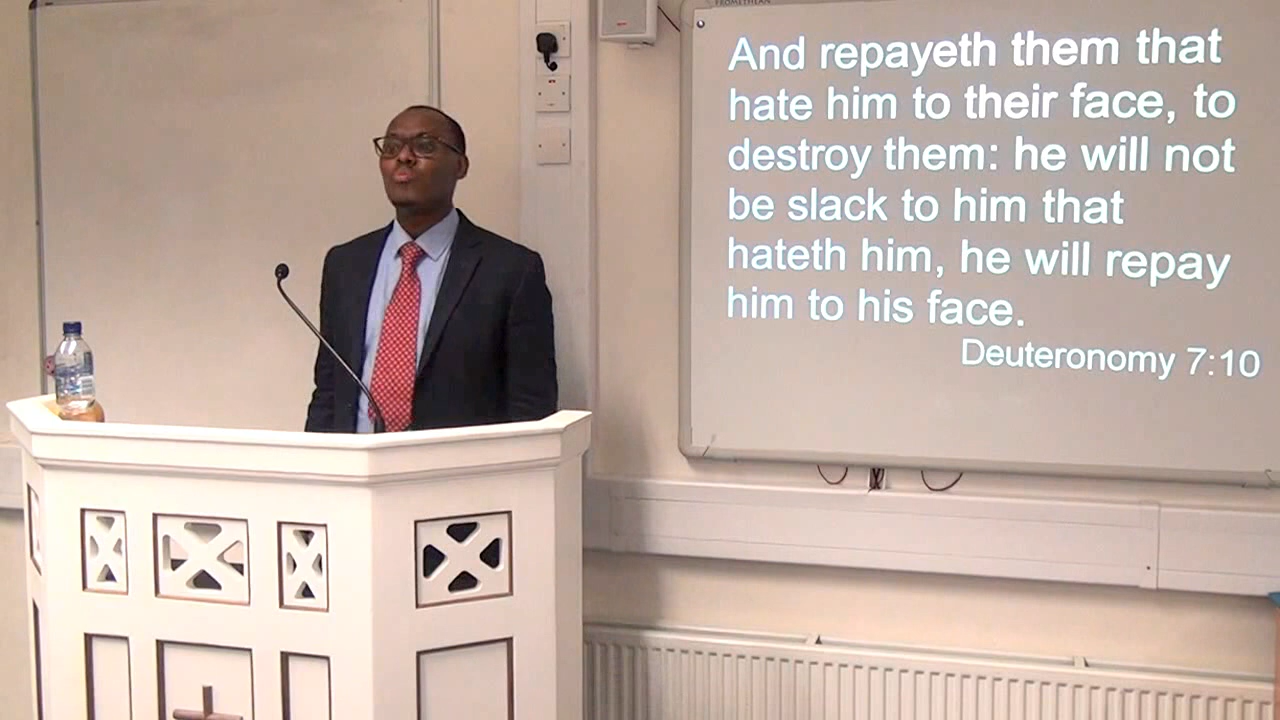 PROMETHEAN
And repayeth them that
hate him to their face, to
destroy them: he will not
be slack to him that
hateth him, he will repay
him to his face.
Deuteronomy 7:10